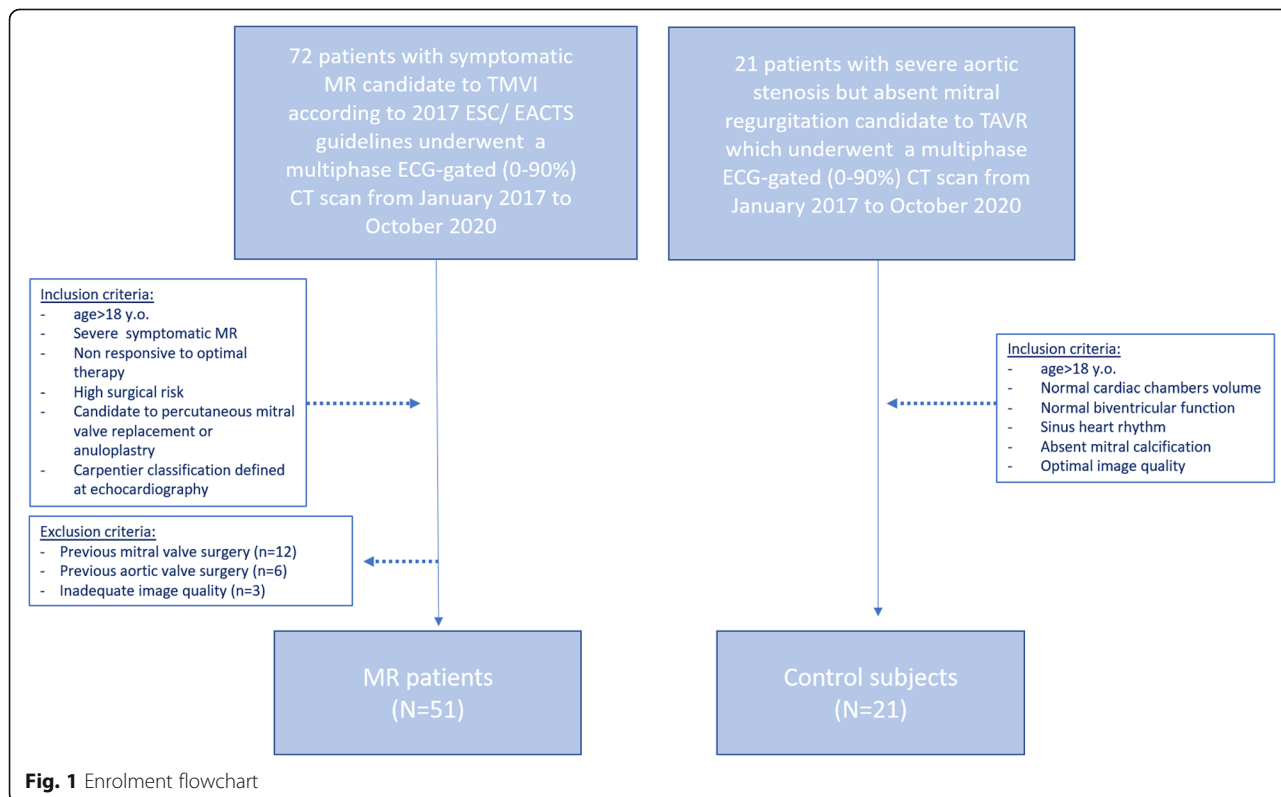 72 patients with symptomatic
MR candidate to TMVI
according to 2017 ESC/ EACTS
guidelines underwent a
multiphase ECG-gated (0-90%)
CT scan from January 2017 to
October 2020
21 patients with severe aortic
stenosis but absent mitral
regurgitation candidate to TAVR
which underwent a multiphase
ECG-gated (0-90%) CT scan from
January 2017 to October 2020
Inclusion criteria:
- age>18 y.o.
- Severe symptomatic MR
- Non responsive to optimal
therapy
- High surgical risk
- Candidate to percutaneous mitral
valve replacement or
anuloplastry
- Carpentier classification defined
at echocardiography
Inclusion criteria:
- age>18 y.o.
- Normal cardiac chambers volume
- Normal biventricular function
- Sinus heart rhythm
- Absent mitral calcification
- Optimal image quality
Exclusion criteria:
- Previous mitral valve surgery (n=12)
- Previous aortic valve surgery (n=6)
- Inadequate image quality (n=3)
MR patients
(N=51)
Control subjects
(N=21)
Fig. 1 Enrolment flowchart